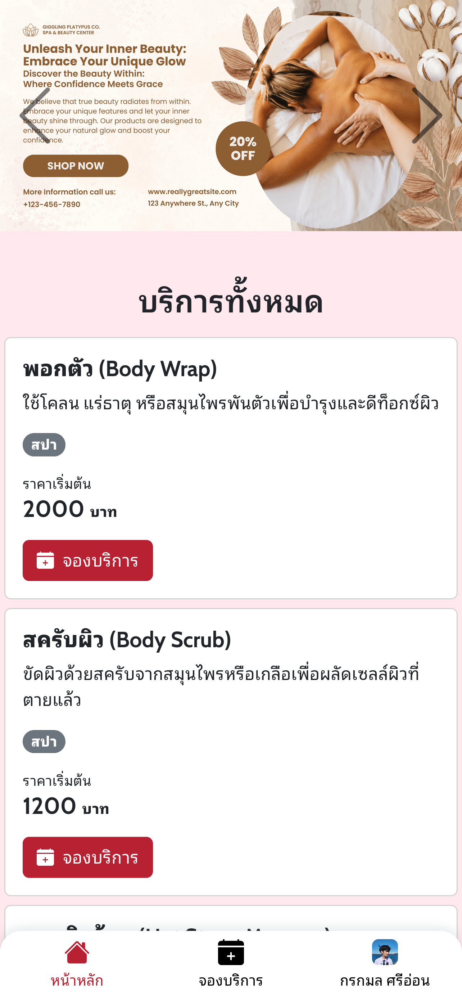 GIGGLING PLATYPUS CO.
SPA & BEAUTY CENTER
Unleash Your Inner Beauty:
Embrace Your Unique Glow
Discover the Beauty Within:
Where Confidence Meets Grace
We believe that true beauty radiates from within.
Embrace your unique features and let your inner
beauty shine through. Our products are designed to
enhance your natural glow and boost your
confidence.
20%
OFF
SHOP NOW
More Information call us:
+123-456-7890
www.reallygreatsite.com
123 Anywhere St., Any City
บริการทั้งหมด
พอกตัว (Body Wrap)
ใช้โคลน แร่ธาตุ หรือสมุนไพรพันตัวเพื่อบำรุงและดีท็อกซ์ผิว
สปา
ราคาเริ่มต้น
2000 บาท
จองบริการ
สครับผิว (Body Scrub)
ขัดผิวด้วยสครับจากสมุนไพรหรือเกลือเพื่อผลัดเซลล์ผิวที่
ตายแล้ว
สปา
ราคาเริ่มต้น
1200 บาท
จองบริการ
หน้าหลัก
จองบริการ
กรกมล ศรีอ่อน